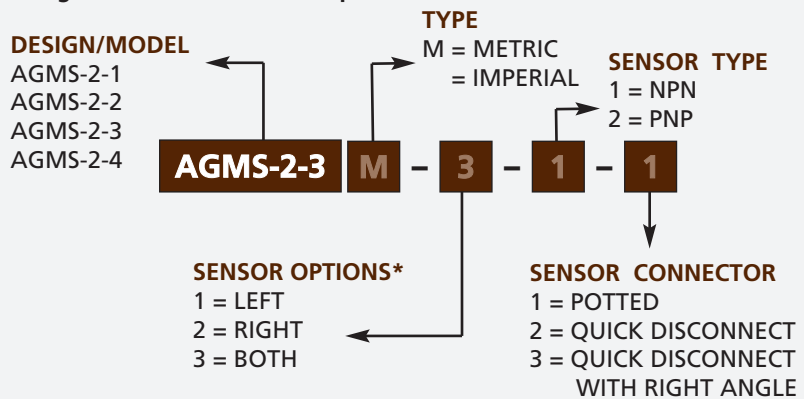 DESIGN/MODEL
AGMS-2-1
AGMS-2-2
AGMS-2-3
AGMS-2-4
TYPE
M = METRIC
= IMPERIAL
SENSOR TYPE
1 = NPN
2 = PNP
AGMS-2-3 M - 3 - 1 - 1
SENSOR OPTIONS*
1 = LEFT
2 = RIGHT
3 = BOTH
SENSOR CONNECTOR
1 = POTTED
2 = QUICK DISCONNECT
3 = QUICK DISCONNECT
WITH RIGHT ANGLE